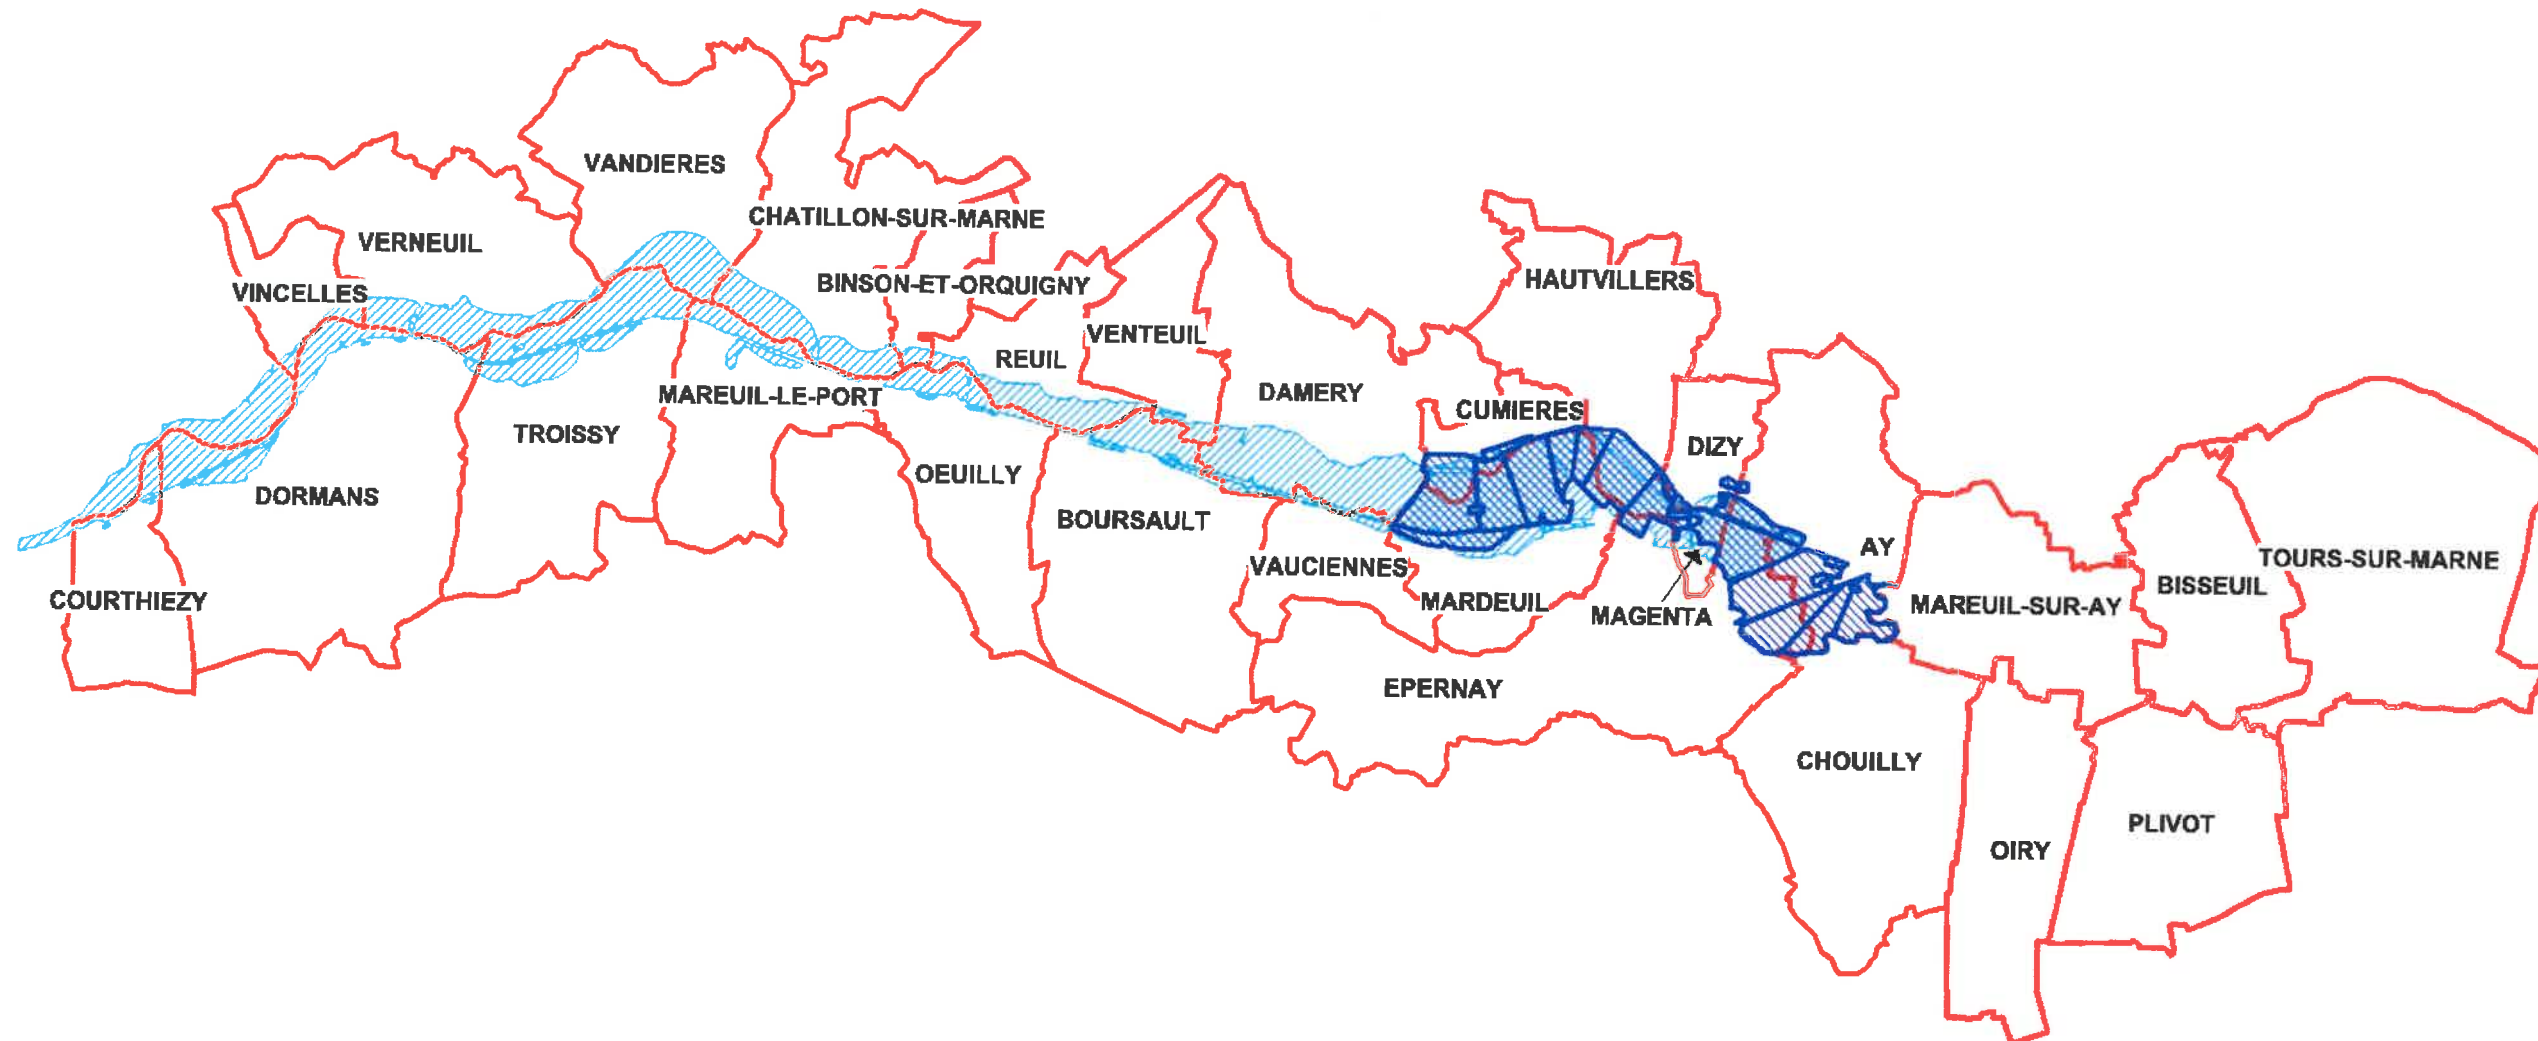 VANDIERES
CHATILLON-SUR-MARNE
VERNEUIL
VINCELLES
BINSON-ET-ORQUIGNY
HAUTVILLERS
VENTEUIL
REUIL
MAREUIL-LE-PORT
DAMERY
CUMIERES
TROISSY
DIZY
OEUILLY
DORMANS
BOURSAULT
AY
VAUCIENNES
TOURS-SUR-MARNE
BISSEUIL
COURTHIEZY
MARDEUIL
MAGENTA
MAREUIL-SUR-AY
EPERNAY
CHOUILLY
PLIVOT
OIRY